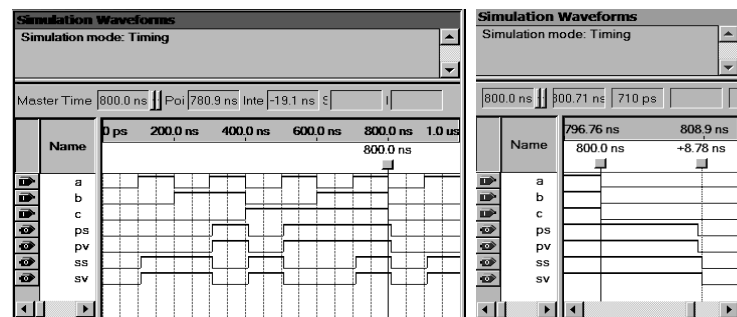 Simulation Waveforms
Simulation mode: Timing
Master Time 800.0 ns Poi 780.9 ns Inte -19.1 ns S I
Name 0 ps 200.0 ns 400.0 ns 600.0 ns 800.0 ns 1.0 us
800.0 ns
a
b
c
ps
pv
ss
sv
Simulation Waveforms
Simulation mode: Timing
800.0 ns 800.71 ns 710 ps
Name 796.76 ns 808.9 ns
800.0 ns +8.78 ns
a
b
c
ps
pv
ss
sv